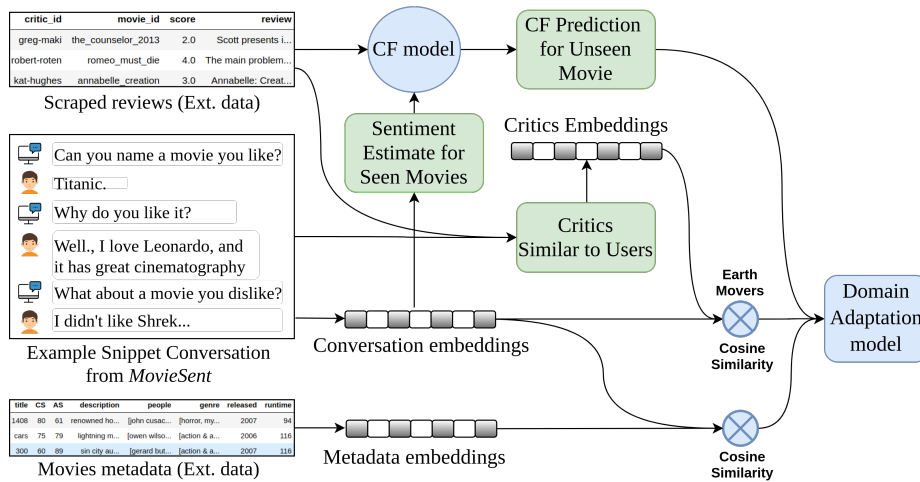 critic_id movie_id score review
greg-maki the_counselor_2013 2.0 Scott presents i...
robert-roten romeo_must_die 4.0 The main problem...
kat-hughes annabelle_creation 3.0 Annabelle: Creat...
Scraped reviews (Ext. data)
CF model
CF Prediction
for Unseen
Movie
Sentiment
Estimate for
Seen Movies
Critics Embeddings
Critics
Similar to Users
Can you name a movie you like?
Titanic.
Why do you like it?
Well., I love Leonardo, and
it has great cinematography
What about a movie you dislike?
I didn't like Shrek...
Example Snippet Conversation
from MovieSent
Conversation embeddings
Earth
Movers
Cosine
Similarity
Domain
Adaptation
model
title CS AS description people genre released runtime
1408 80 61 renowned ho... [john cusac... [horror, my... 2007 94
cars 75 79 lightning m... [owen wilso... [action & a... 2006 116
300 60 89 sin city au... [gerard but... [action & a... 2007 116
Movies metadata (Ext. data)
Metadata embeddings
Cosine
Similarity